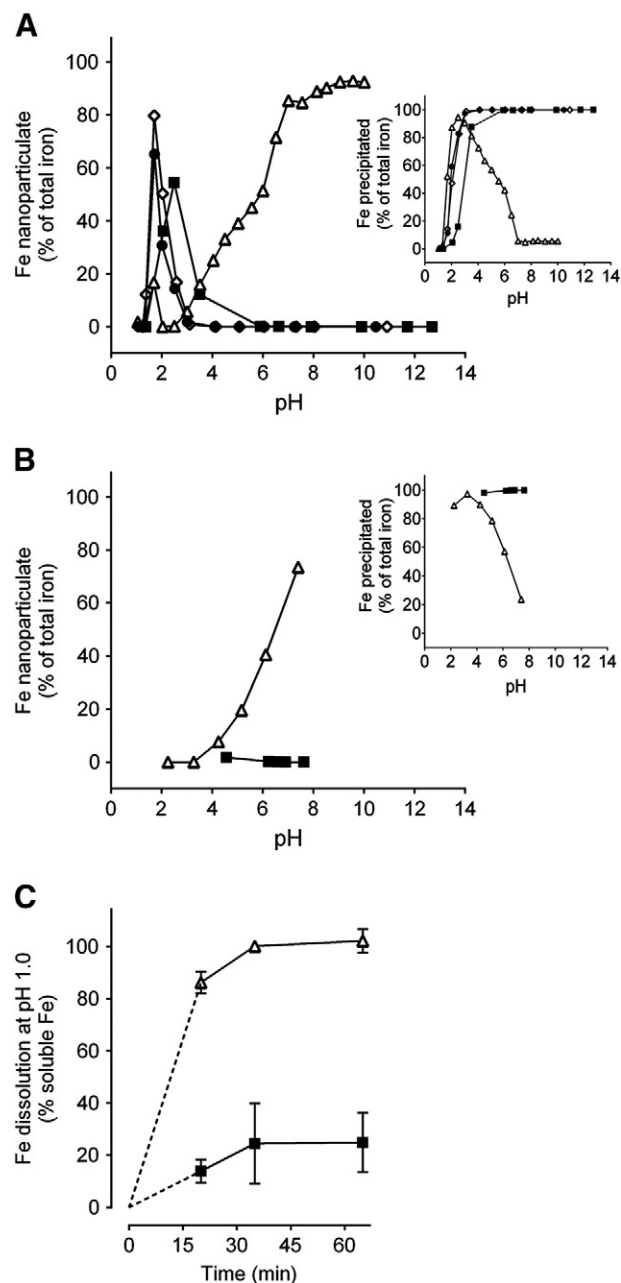 A
Fe nanoparticulate
(% of total iron)
100
80
60
40
20
0
0 2 4 6 8 10 12 14
pH
Fe precipitated
(% of total iron)
100
80
60
40
20
0
0 2 4 6 8 10 12 14
pH
B
Fe nanoparticulate
(% of total iron)
100
80
60
40
20
0
0 2 4 6 8 10 12 14
pH
Fe precipitated
(% of total iron)
100
80
60
40
20
0
0 2 4 6 8 10 12 14
pH
C
Fe dissolution at pH 1.0
(% soluble Fe)
100
80
60
40
20
0
0 15 30 45 60
Time (min)